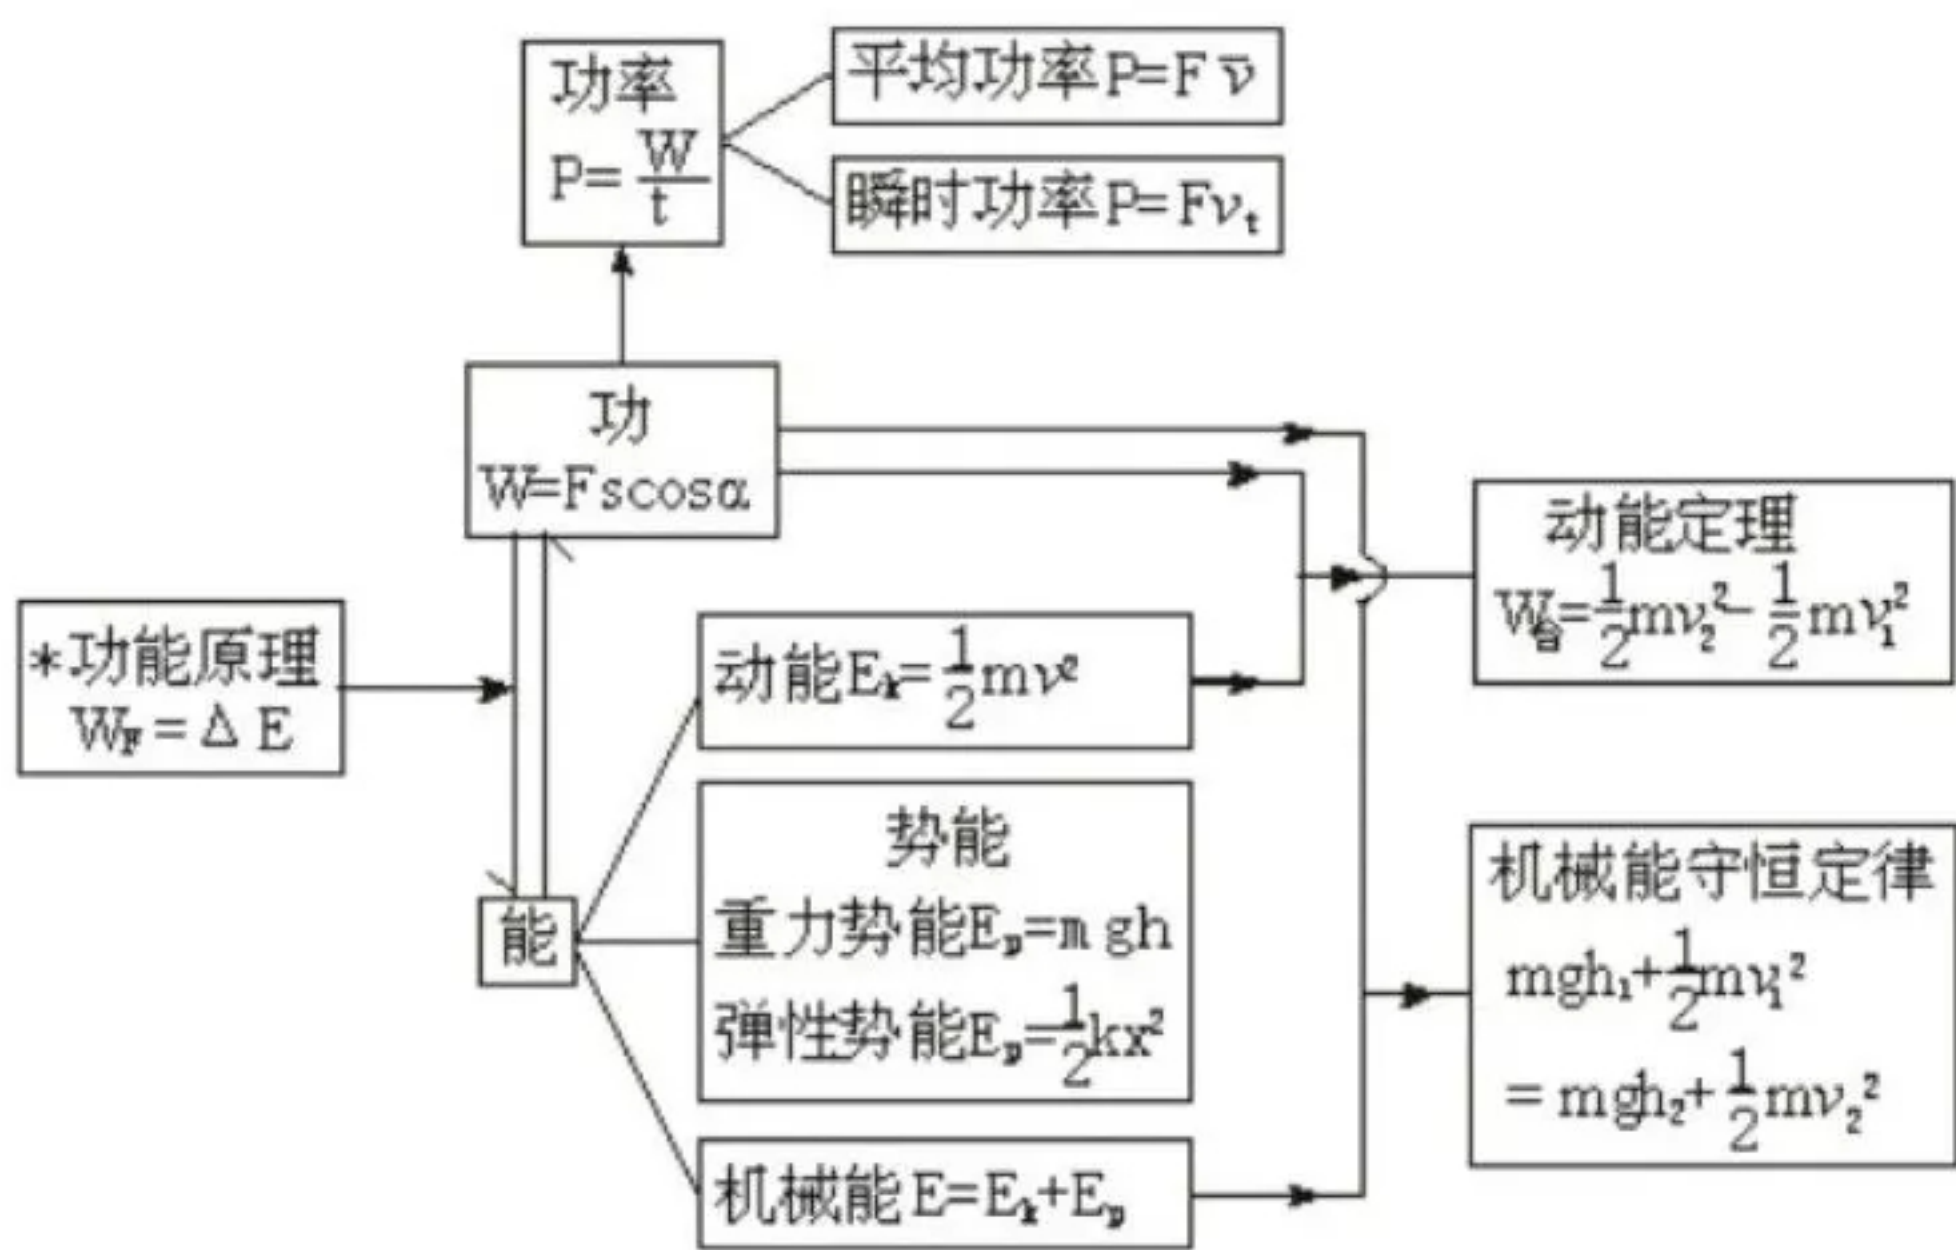 功率
P=W/t
平均功率P=Fv̄
瞬时功率P=Fvₜ
功
W=Fscosα
*功能原理
W_F=ΔE
能
动能Eₖ=½mv²
势能
重力势能Eₚ=mgh
弹性势能Eₚ=½kx²
机械能E=Eₖ+Eₚ
动能定理
W合=½mv₂²-½mv₁²
机械能守恒定律
mgh₁+½mv₁²
=mgh₂+½mv₂²